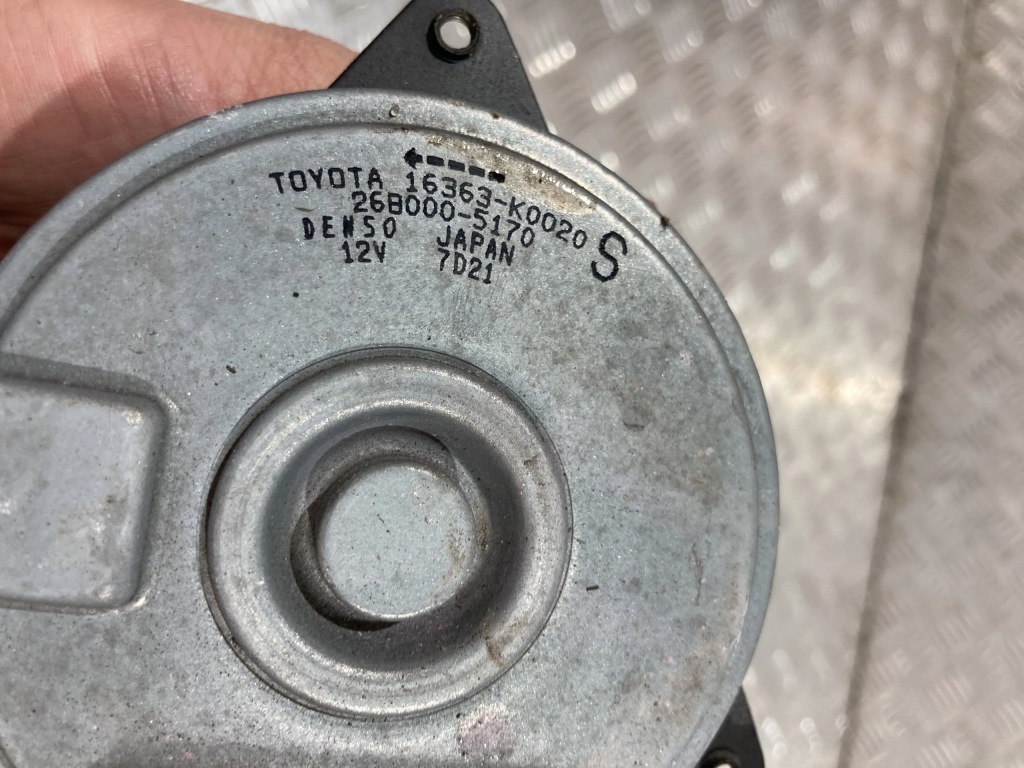 TOYOTA 16363-K0020
268000-5170 S
DENSO JAPAN
12V 7D21